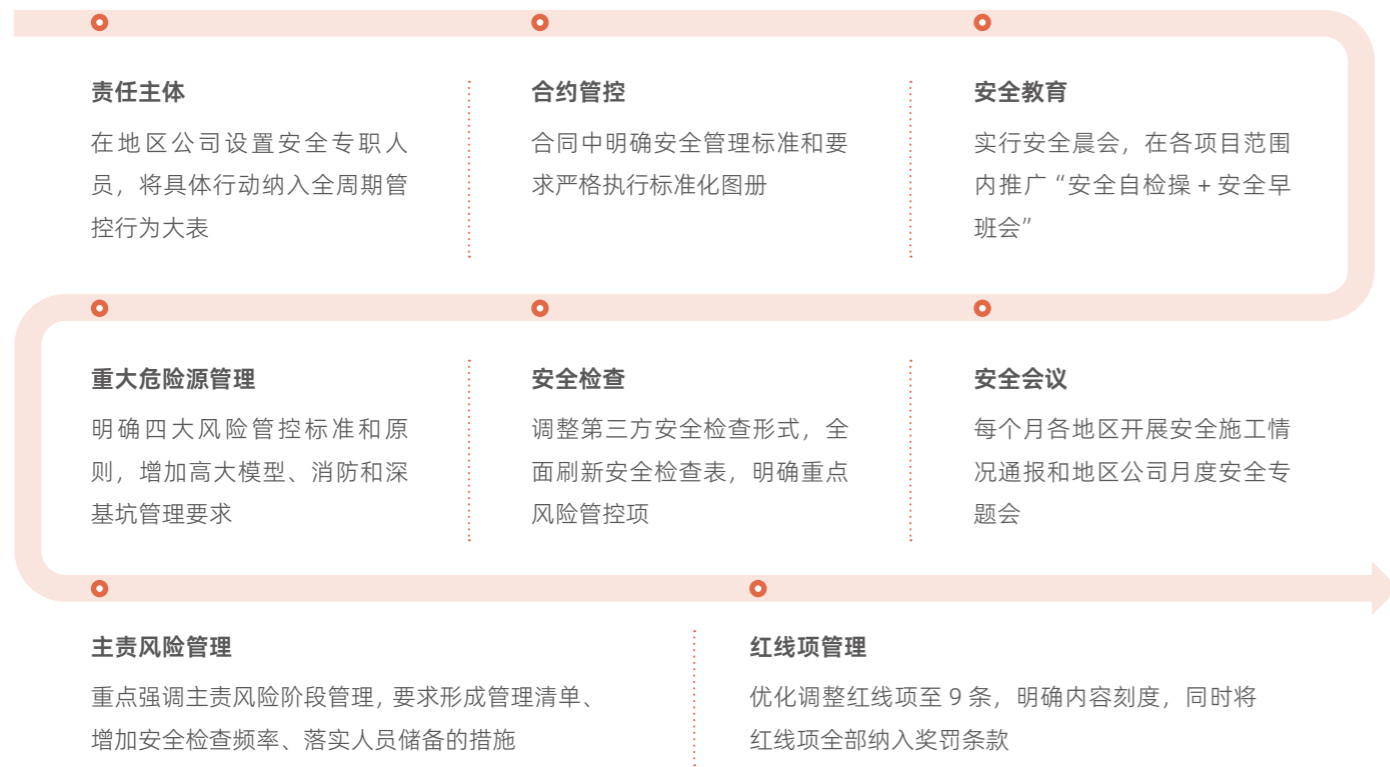 责任主体
在地区公司设置安全专职人
员，将具体行动纳入全周期管
控行为大表
合约管控
合同中明确安全管理标准和要
求严格执行标准化图册
安全教育
实行安全晨会，在各项目范围
内推广“安全自检操 + 安全早
班会”
重大危险源管理
明确四大风险管控标准和原
则，增加高大模型、消防和深
基坑管理要求
安全检查
调整第三方安全检查形式，全
面刷新安全检查表，明确重点
风险管控项
安全会议
每个月各地区开展安全施工情
况通报和地区公司月度安全专
题会
主责风险管理
重点强调主责风险阶段管理，要求形成管理清单、
增加安全检查频率、落实人员储备的措施
红线项管理
优化调整红线项至 9 条，明确内容刻度，同时将
红线项全部纳入奖罚条款